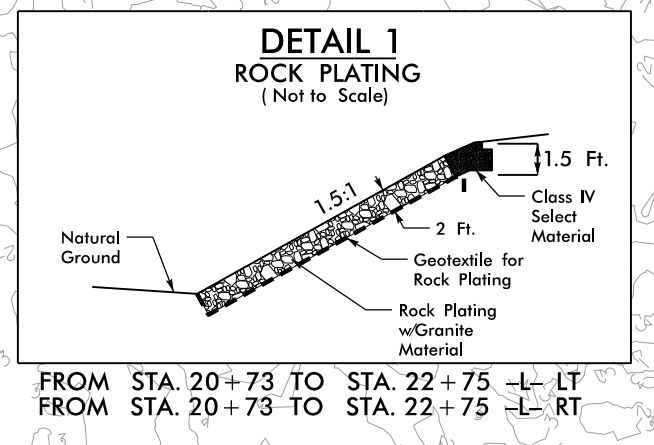 DETAIL 1
ROCK PLATING
( Not to Scale)
1.5:1
1.5 Ft.
Class IV
Select
Material
2 Ft.
Natural
Ground
Geotextile for
Rock Plating
Rock Plating
w/Granite
Material
FROM STA. 20+73 TO STA. 22+75 -L- LT
FROM STA. 20+73 TO STA. 22+75 -L- RT